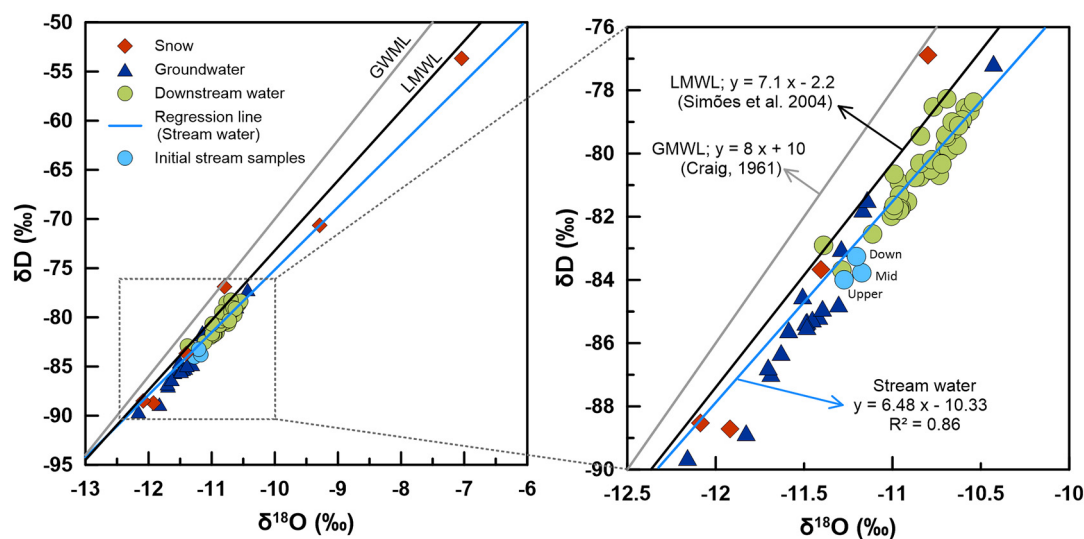 -50
-55
-60
-65
-70
-75
-80
-85
-90
-95
δD (‰)
-13 -12 -11 -10 -9 -8 -7 -6
δ18O (‰)
Snow
Groundwater
Downstream water
Regression line
(Stream water)
Initial stream samples
GWML
LMWL
-76
-78
-80
-82
-84
-86
-88
-90
δD (‰)
-12.5 -12 -11.5 -11 -10.5 -10
δ18O (‰)
LMWL; y = 7.1 x - 2.2
(Simões et al. 2004)
GMWL; y = 8 x + 10
(Craig, 1961)
Down
Mid
Upper
Stream water
y = 6.48 x - 10.33
R² = 0.86